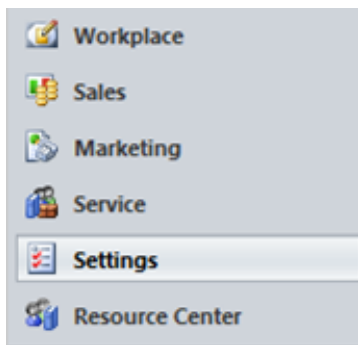 Workplace
Sales
Marketing
Service
Settings
Resource Center